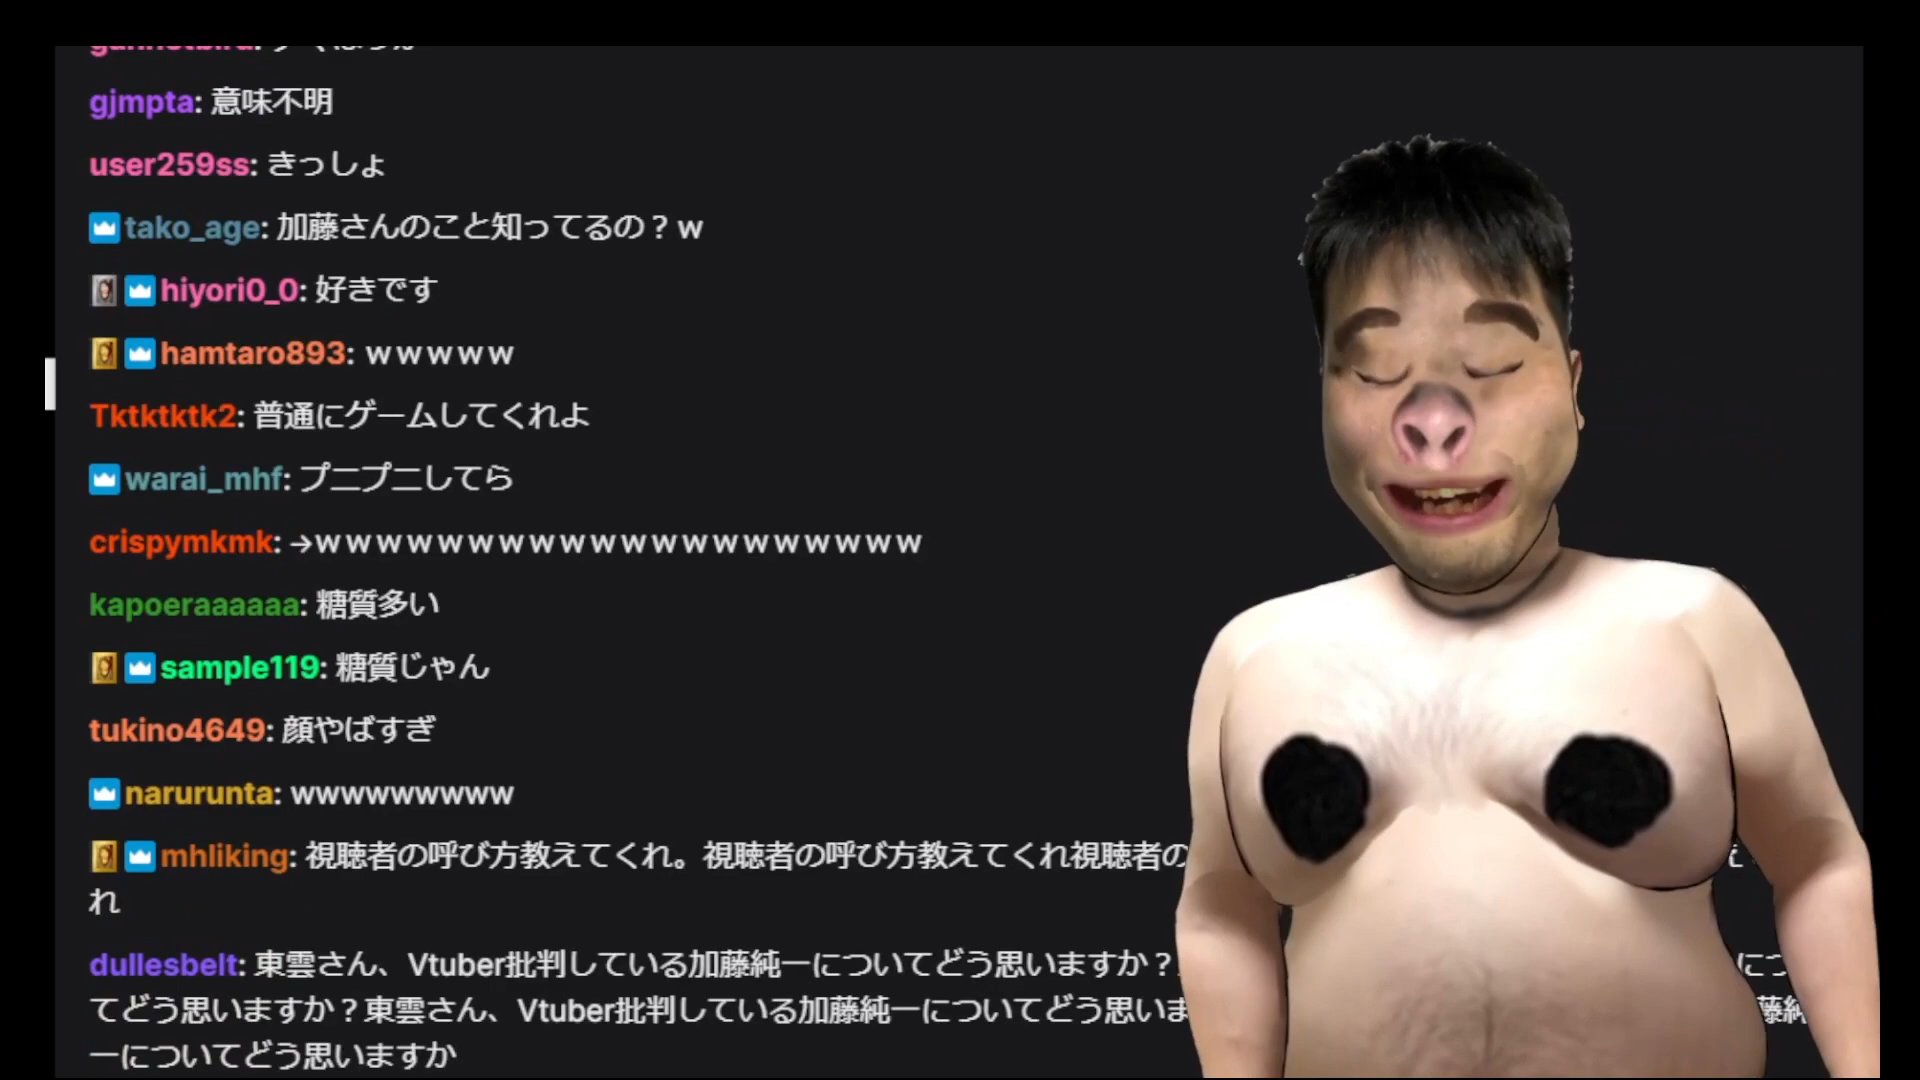 gjmpta: 意味不明
user259ss: きっしょ
tako_age: 加藤さんのこと知ってるの？w
hiyori0_0: 好きです
hamtaro893: ｗｗｗｗｗ
Tktktktk2: 普通にゲームしてくれよ
warai_mhf: プニプニしてら
crispymkmk: →ｗｗｗｗｗｗｗｗｗｗｗｗｗｗｗｗｗｗｗｗ
kapoeraaaaaa: 糖質多い
sample119: 糖質じゃん
tukino4649: 顔やばすぎ
narurunta: wwwwwwwww
mhliking: 視聴者の呼び方教えてくれ。視聴者の呼び方教えてくれ視聴者の
れ
dullesbelt: 東雲さん、Vtuber批判している加藤純一についてどう思いますか？ につ
てどう思いますか？東雲さん、Vtuber批判している加藤純一についてどう思いま 藤純
一についてどう思いますか